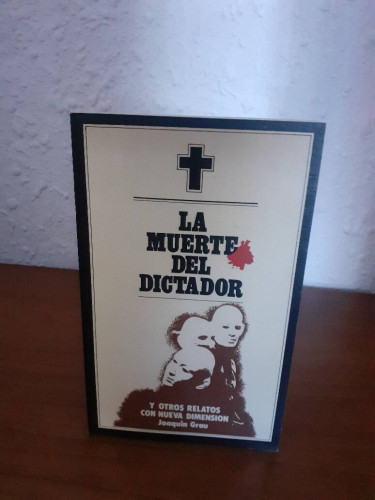 LA
MUERTE
DEL
DICTADOR
Y OTROS RELATOS
CON NUEVA DIMENSION
Joaquín Grau